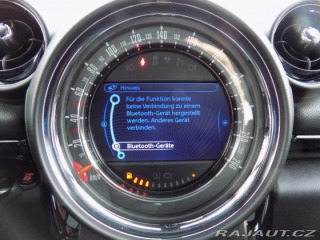 Hinweis
Für die Funktion konnte
keine Verbindung zu einem
Bluetooth-Gerät hergestellt
werden. Anderes Gerät
verbinden.
Bluetooth-Geräte
km/h
RAJAUT.CZ